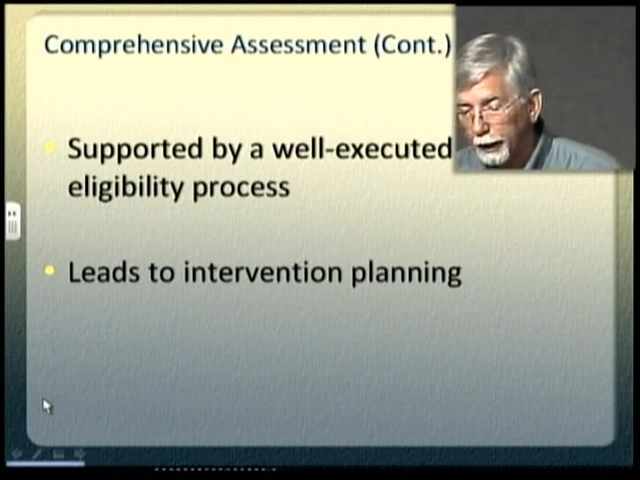 Comprehensive Assessment (Cont.)
Supported by a well-executed
eligibility process
Leads to intervention planning